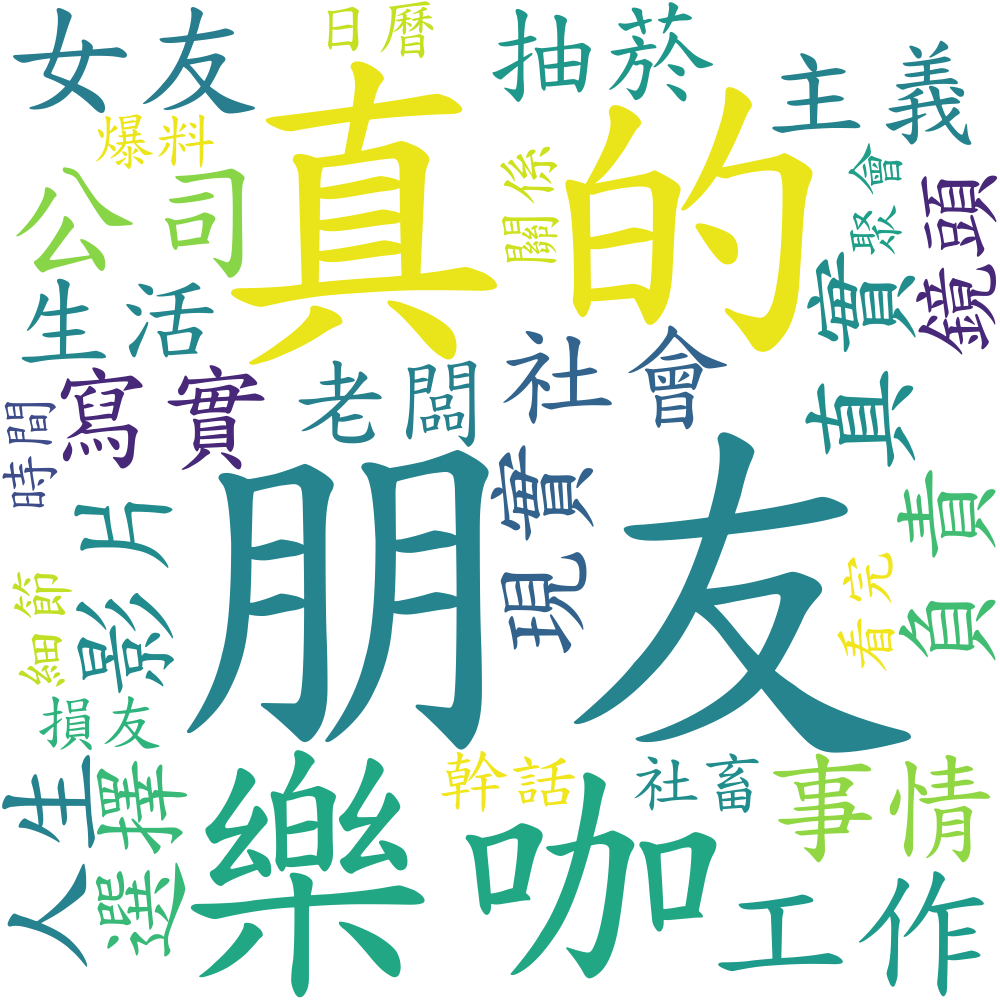 女友
日曆
抽菸
主義
爆料
真的
關係
聚會
鏡頭
公司
真實
生活
寫實
老闆
社會
時間
影片
朋友
現實
負責
細節
看完
損友
人生
選擇
樂咖
幹話
社畜
事情
工作